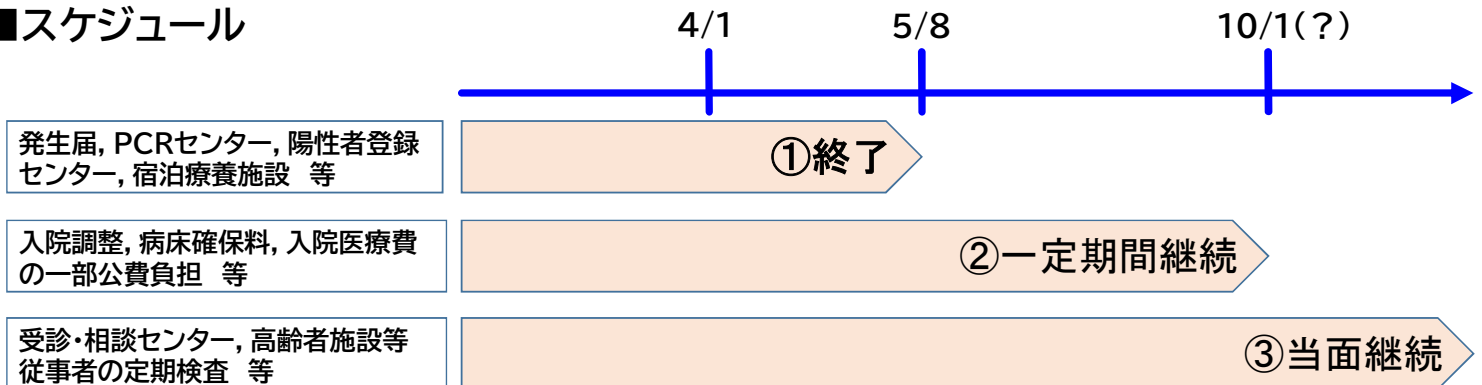 ■スケジュール
4/1 5/8 10/1(?)
発生届, PCRセンター, 陽性者登録
センター, 宿泊療養施設 等
①終了
入院調整, 病床確保料, 入院医療費
の一部公費負担 等
②一定期間継続
受診・相談センター, 高齢者施設等
従事者の定期検査 等
③当面継続